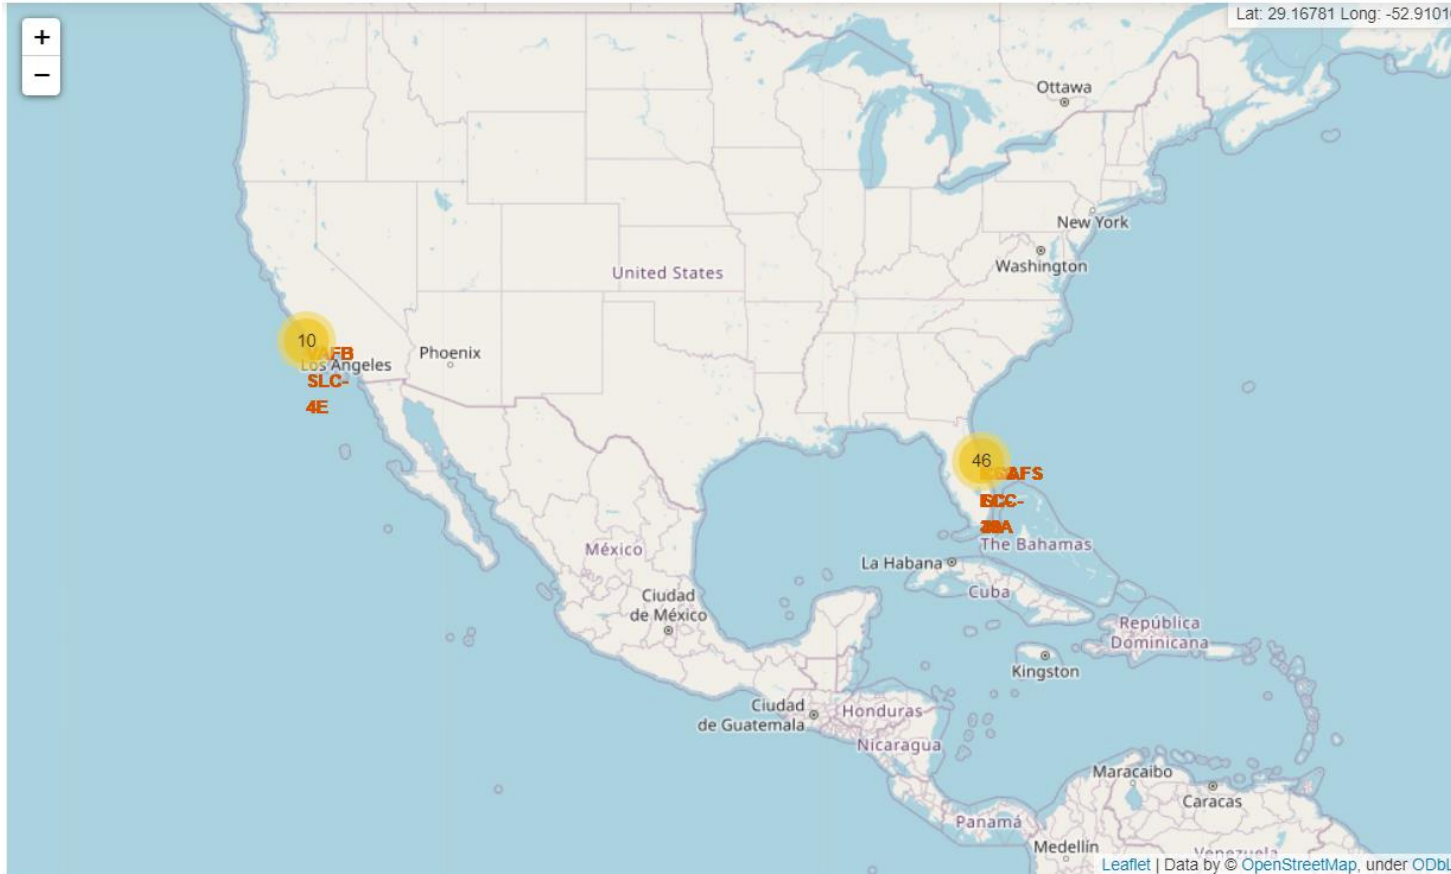 +
−
Lat: 29.16781 Long: -52.9101
Ottawa
New York
Washington
United States
10
VAFB
Los Angeles
SLC-
4E
Phoenix
46
The Bahamas
La Habana
Cuba
México
Ciudad
de México
República
Dominicana
Kingston
Ciudad
de Guatemala
Honduras
Nicaragua
Maracaibo
Caracas
Panamá
Medellín
Venezuela
Leaflet | Data by © OpenStreetMap, under ODbL